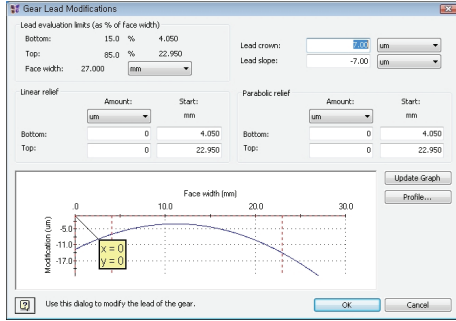 Gear Lead Modifications
Lead evaluation limits (as % of face width)
Bottom: 15.0 % 4.050
Top: 85.0 % 22.950
Face width: 27.000 mm
Lead crown: 7.00 um
Lead slope: -7.00 um
Linear relief
Amount: Start:
um mm
Bottom: 0 4.050
Top: 0 22.950
Parabolic relief
Amount: Start:
um mm
Bottom: 0 4.050
Top: 0 22.950
Update Graph
Profile...
Face width (mm)
.0 10.0 20.0 30.0
Modification (um)
-5.0
-11.0
-17.0
x = 0
y = 0
Use this dialog to modify the lead of the gear.
OK
Cancel